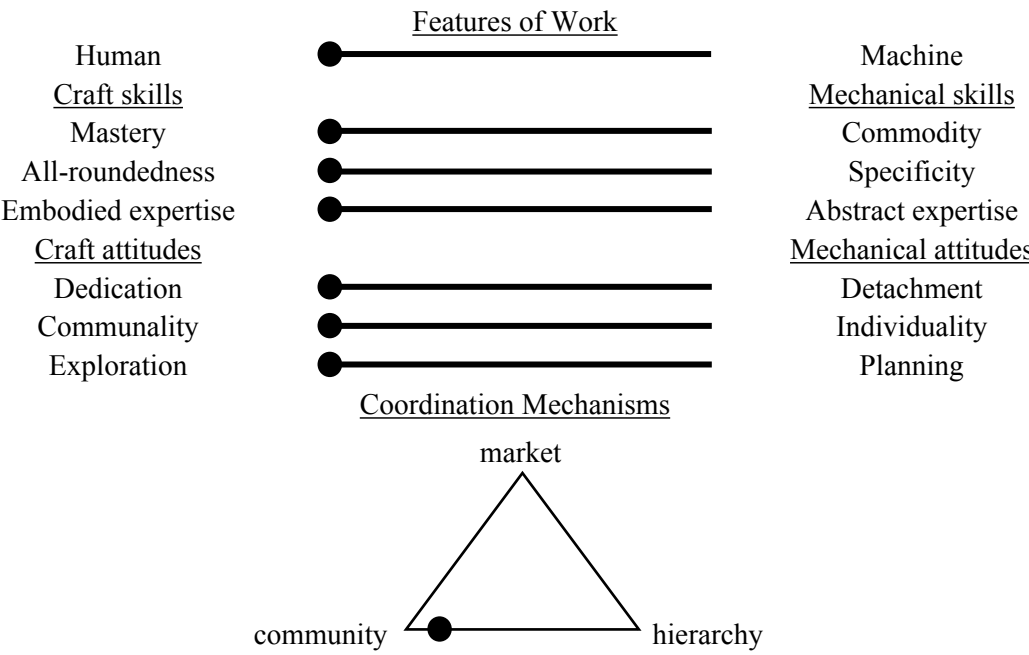 Features of Work
Human Machine
Craft skills Mechanical skills
Mastery Commodity
All-roundedness Specificity
Embodied expertise Abstract expertise
Craft attitudes Mechanical attitudes
Dedication Detachment
Communality Individuality
Exploration Planning
Coordination Mechanisms
market
community hierarchy